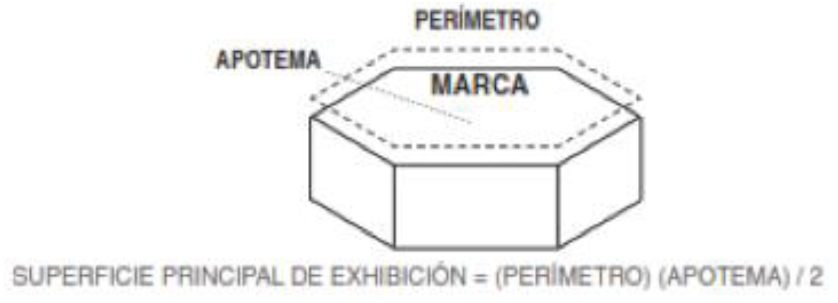 PERÍMETRO
APOTEMA
MARCA
SUPERFICIE PRINCIPAL DE EXHIBICIÓN = (PERÍMETRO) (APOTEMA) / 2